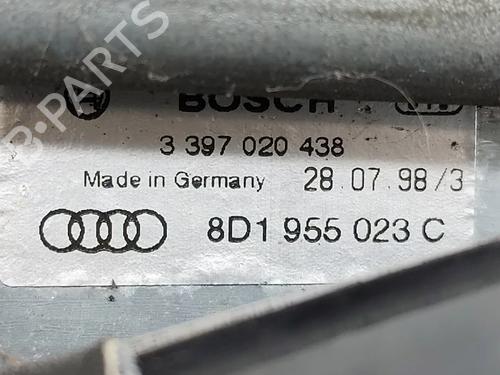 BOSCH
3 397 020 438
Made in Germany 28.07.98/3
8D1 955 023 C
B-PARTS